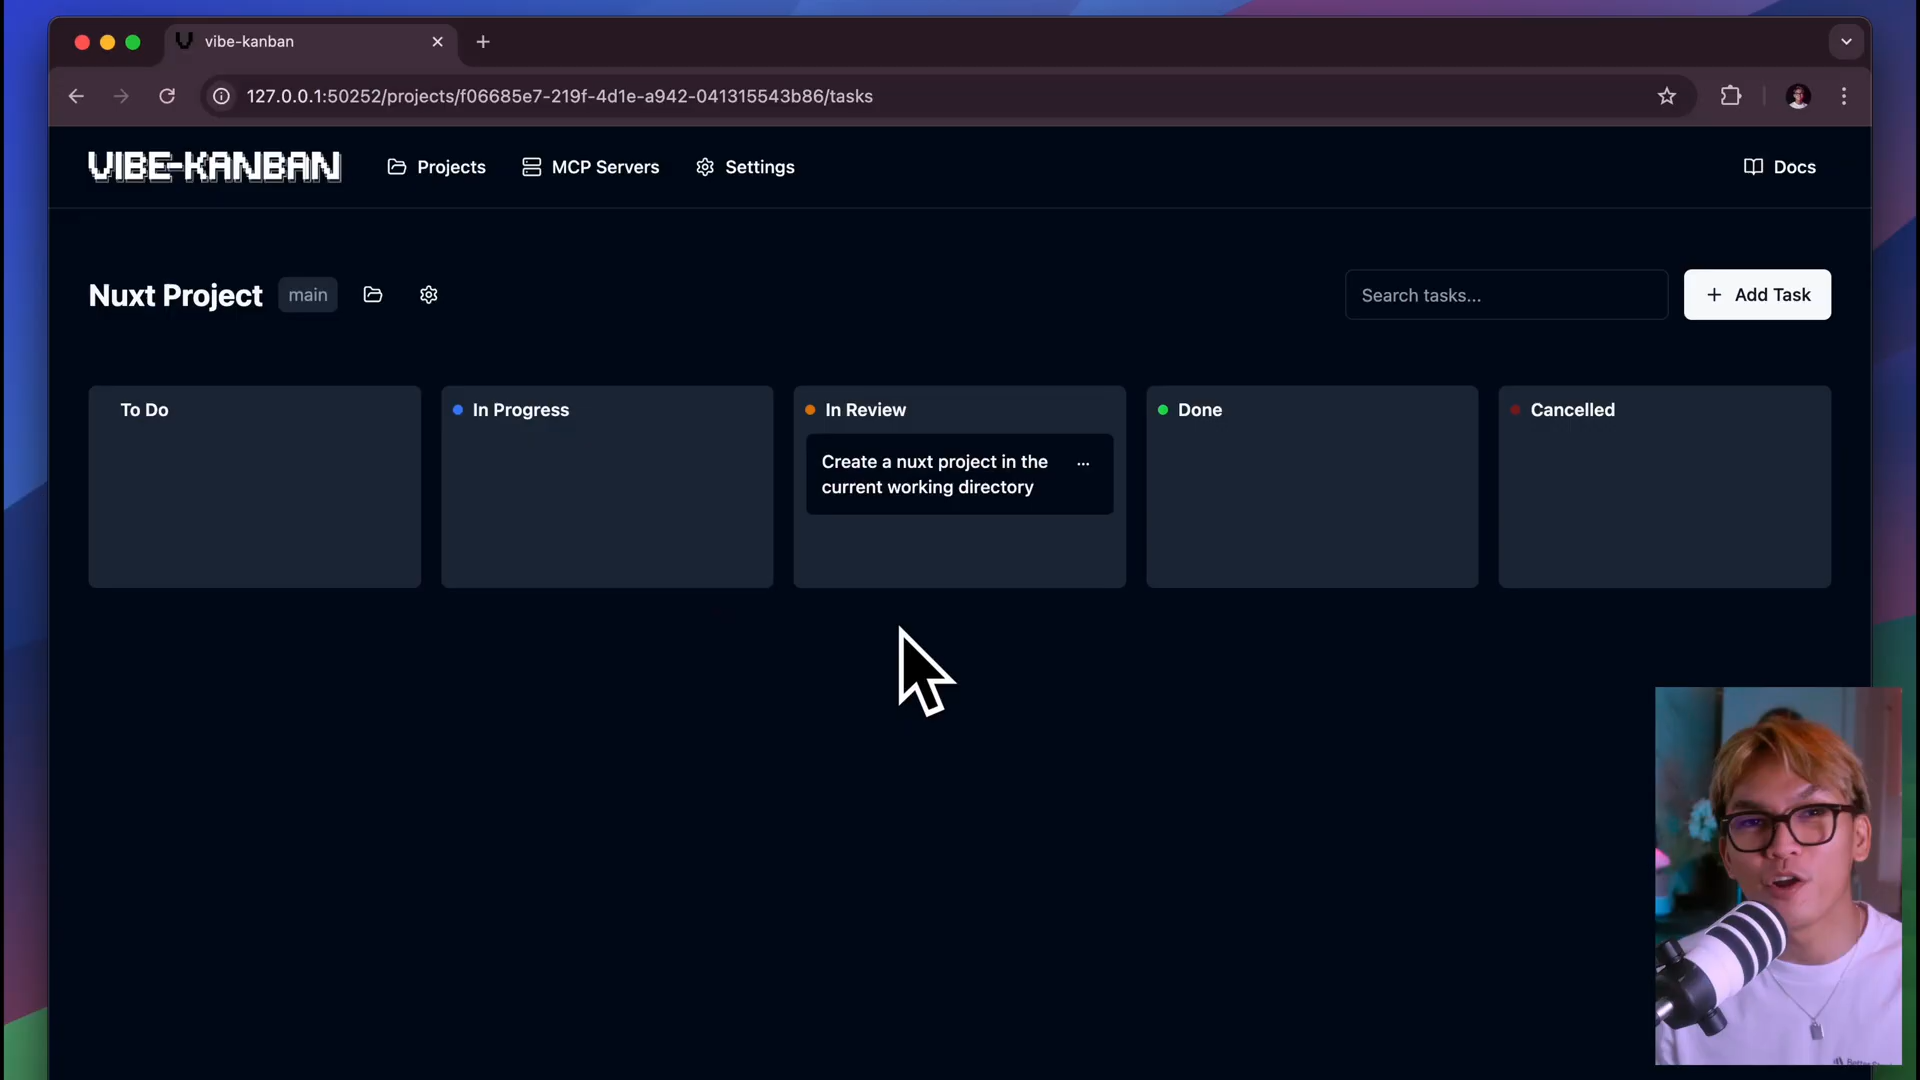 vibe-kanban
127.0.0.1:50252/projects/f06685e7-219f-4d1e-a942-041315543b86/tasks
VIBE-KANBAN
Projects
MCP Servers
Settings
Docs
Nuxt Project
main
Search tasks...
+ Add Task
To Do
In Progress
In Review
Done
Cancelled
Create a nuxt project in the
current working directory